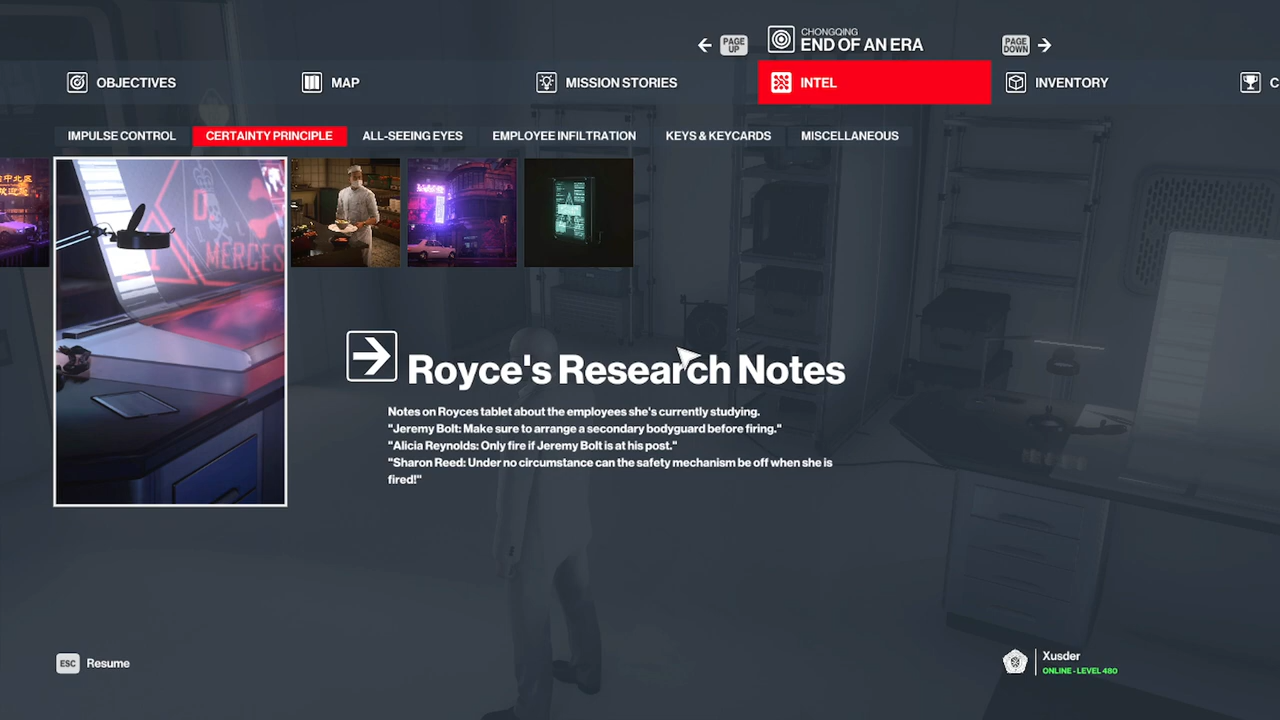 PAGE UP
CHONGQING
END OF AN ERA
PAGE DOWN
OBJECTIVES
MAP
MISSION STORIES
INTEL
INVENTORY
C
IMPULSE CONTROL
CERTAINTY PRINCIPLE
ALL-SEEING EYES
EMPLOYEE INFILTRATION
KEYS & KEYCARDS
MISCELLANEOUS
MERCES
Royce's Research Notes
Notes on Royces tablet about the employees she's currently studying.
"Jeremy Bolt: Make sure to arrange a secondary bodyguard before firing."
"Alicia Reynolds: Only fire if Jeremy Bolt is at his post."
"Sharon Reed: Under no circumstance can the safety mechanism be off when she is
fired!"
ESC Resume
Xusder
ONLINE - LEVEL 480